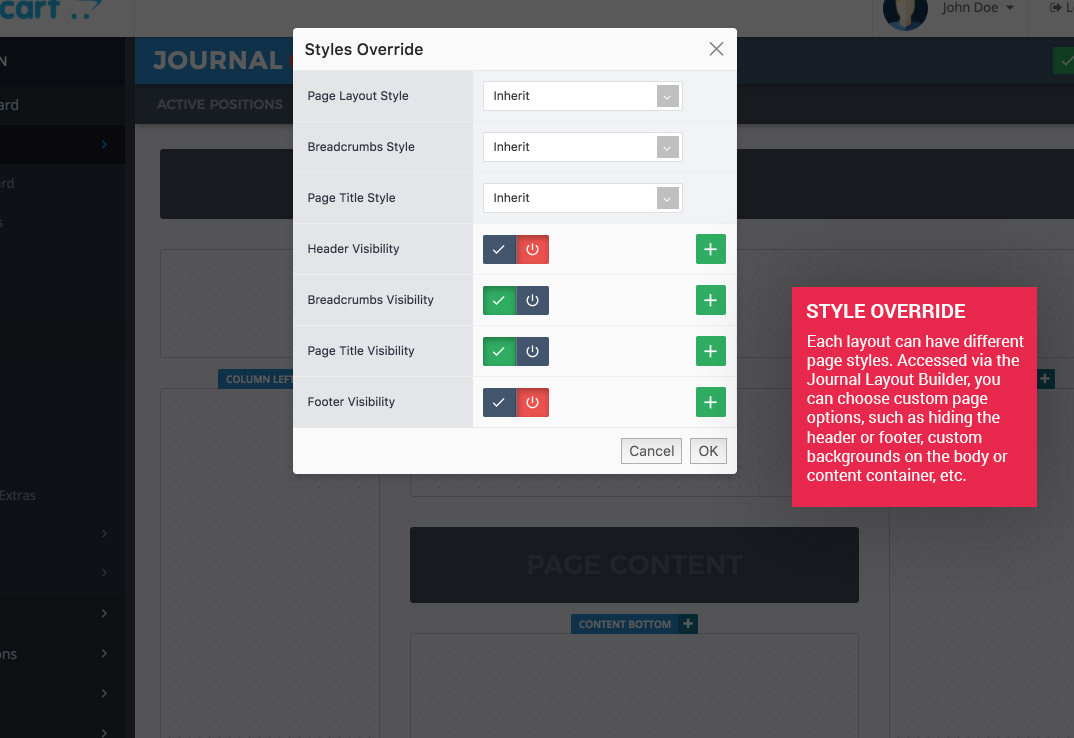 cart
John Doe
Styles Override
JOURNAL
ACTIVE POSITIONS
Page Layout Style
Inherit
Breadcrumbs Style
Inherit
Page Title Style
Inherit
Header Visibility
Breadcrumbs Visibility
Page Title Visibility
Footer Visibility
Cancel
OK
COLUMN LEFT
Extras
STYLE OVERRIDE
Each layout can have different
page styles. Accessed via the
Journal Layout Builder, you
can choose custom page
options, such as hiding the
header or footer, custom
backgrounds on the body or
content container, etc.
PAGE CONTENT
CONTENT BOTTOM